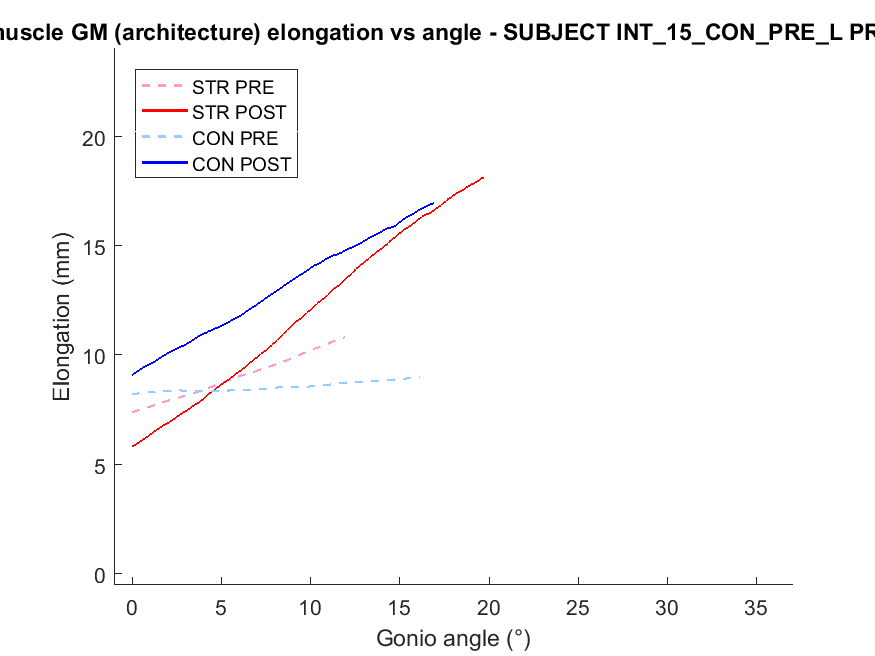 muscle GM (architecture) elongation vs angle - SUBJECT INT_15_CON_PRE_L PR
STR PRE
STR POST
CON PRE
CON POST
20
15
10
5
0
Elongation (mm)
0 5 10 15 20 25 30 35
Gonio angle (°)